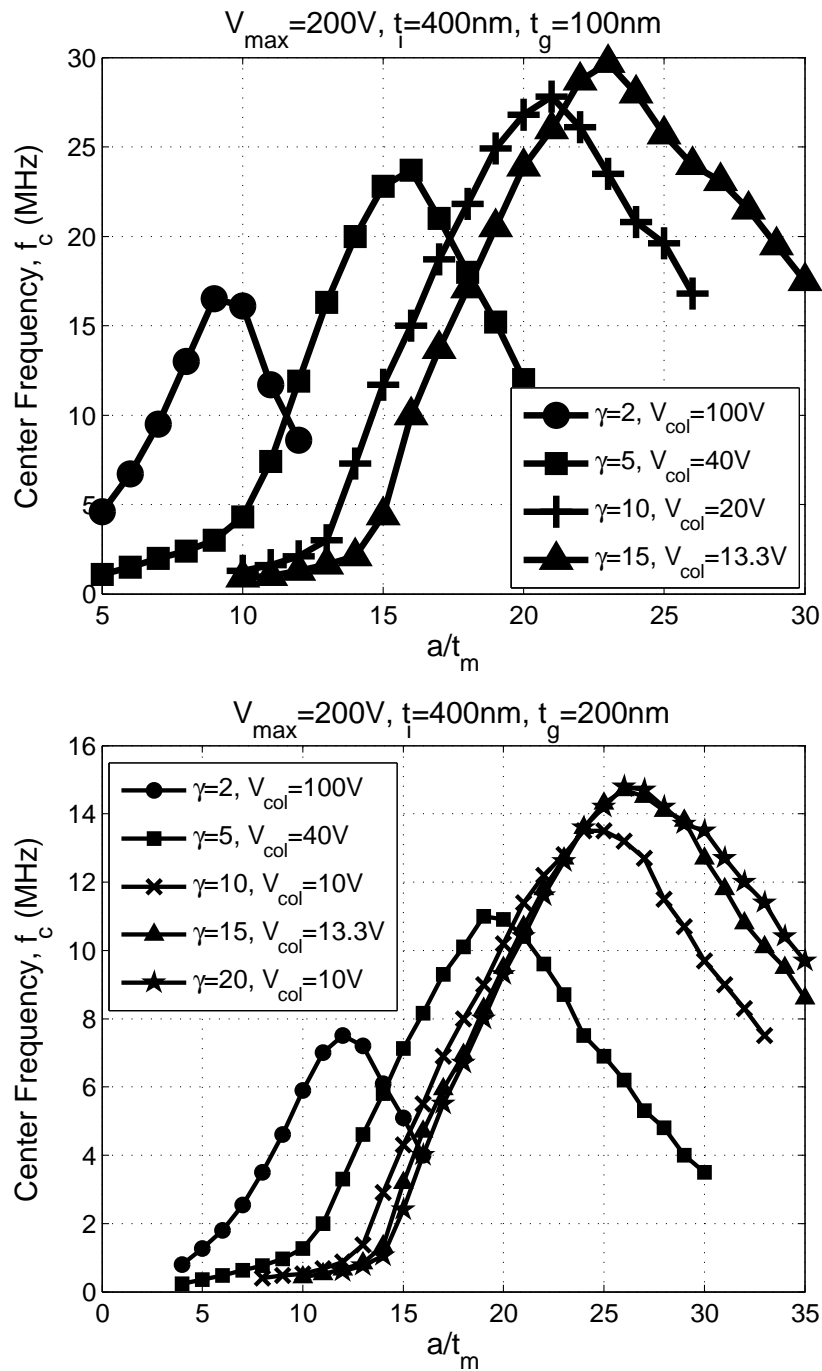 V_max=200V, t_i=400nm, t_g=100nm
30
25
20
15
10
5
0
Center Frequency, f_c (MHz)
γ=2, V_col=100V
γ=5, V_col=40V
γ=10, V_col=20V
γ=15, V_col=13.3V
5 10 15 20 25 30
a/t_m
V_max=200V, t_i=400nm, t_g=200nm
16
14
12
10
8
6
4
2
0
Center Frequency, f_c (MHz)
γ=2, V_col=100V
γ=5, V_col=40V
γ=10, V_col=10V
γ=15, V_col=13.3V
γ=20, V_col=10V
0 5 10 15 20 25 30 35
a/t_m